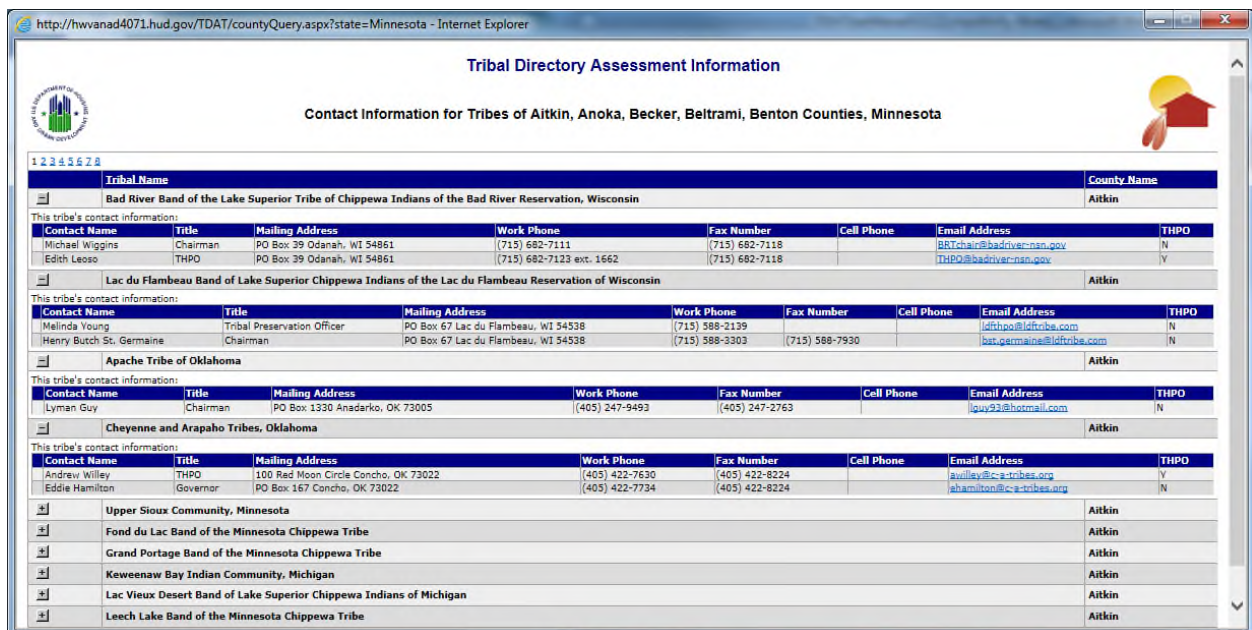 http://hwvanad4071.hud.gov/TDAT/countyQuery.aspx?state=Minnesota - Internet Explorer
Tribal Directory Assessment Information
Contact Information for Tribes of Aitkin, Anoka, Becker, Beltrami, Benton Counties, Minnesota
1 2 3 4 5 6 7 8
Tribal Name County Name
Bad River Band of the Lake Superior Tribe of Chippewa Indians of the Bad River Reservation, Wisconsin Aitkin
This tribe's contact information:
Contact Name Title Mailing Address Work Phone Fax Number Cell Phone Email Address THPO
Michael Wiggins Chairman PO Box 39 Odanah, WI 54861 (715) 682-7111 (715) 682-7118 BRTchair@badriver-nsn.gov N
Edith Leoso THPO PO Box 39 Odanah, WI 54861 (715) 682-7123 ext. 1662 (715) 682-7118 THPO@badriver-nsn.gov Y
Lac du Flambeau Band of Lake Superior Chippewa Indians of the Lac du Flambeau Reservation of Wisconsin Aitkin
This tribe's contact information:
Contact Name Title Mailing Address Work Phone Fax Number Cell Phone Email Address THPO
Melinda Young Tribal Preservation Officer PO Box 67 Lac du Flambeau, WI 54538 (715) 588-2139 ldfthpo@ldftribe.com N
Henry Butch St. Germaine Chairman PO Box 67 Lac du Flambeau, WI 54538 (715) 588-3303 (715) 588-7930 bst.germaine@ldftribe.com N
Apache Tribe of Oklahoma Aitkin
This tribe's contact information:
Contact Name Title Mailing Address Work Phone Fax Number Cell Phone Email Address THPO
Lyman Guy Chairman PO Box 1330 Anadarko, OK 73005 (405) 247-9493 (405) 247-2763 lguy93@hotmail.com N
Cheyenne and Arapaho Tribes, Oklahoma Aitkin
This tribe's contact information:
Contact Name Title Mailing Address Work Phone Fax Number Cell Phone Email Address THPO
Andrew Willey THPO 100 Red Moon Circle Concho, OK 73022 (405) 422-7630 (405) 422-8224 awilley@c-a-tribes.org Y
Eddie Hamilton Governor PO Box 167 Concho, OK 73022 (405) 422-7734 (405) 422-8224 ehamilton@c-a-tribes.org N
Upper Sioux Community, Minnesota Aitkin
Fond du Lac Band of the Minnesota Chippewa Tribe Aitkin
Grand Portage Band of the Minnesota Chippewa Tribe Aitkin
Keweenaw Bay Indian Community, Michigan Aitkin
Lac Vieux Desert Band of Lake Superior Chippewa Indians of Michigan Aitkin
Leech Lake Band of the Minnesota Chippewa Tribe Aitkin